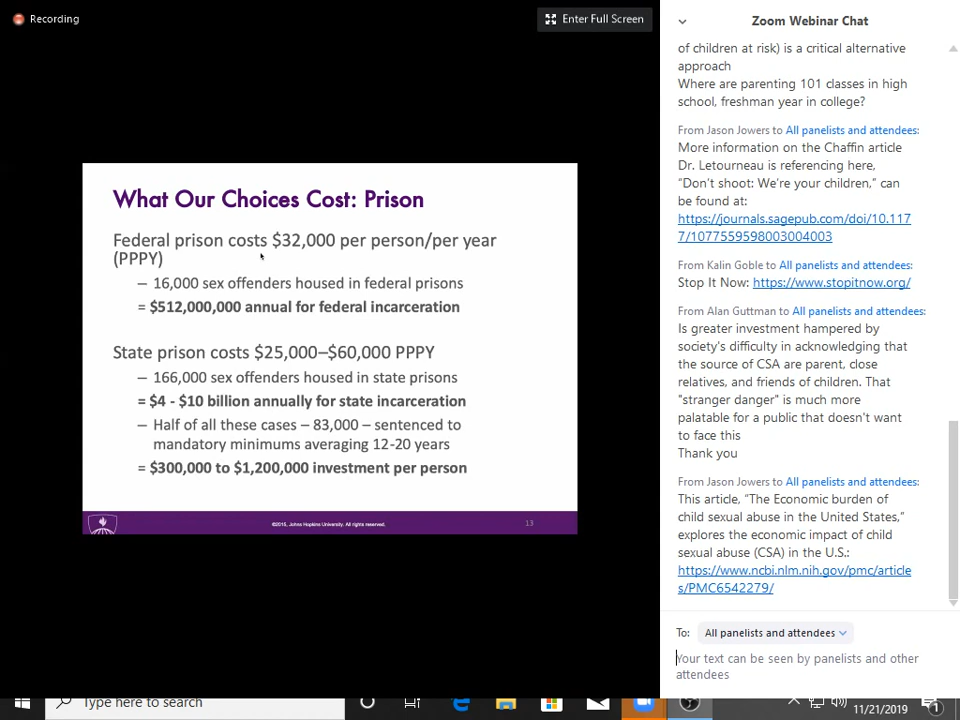 Recording
Enter Full Screen
What Our Choices Cost: Prison
Federal prison costs $32,000 per person/per year
(PPPY)
– 16,000 sex offenders housed in federal prisons
= $512,000,000 annual for federal incarceration
State prison costs $25,000–$60,000 PPPY
– 166,000 sex offenders housed in state prisons
= $4 - $10 billion annually for state incarceration
– Half of all these cases – 83,000 – sentenced to
mandatory minimums averaging 12-20 years
= $300,000 to $1,200,000 investment per person
©2015, Johns Hopkins University. All rights reserved.
13
Zoom Webinar Chat
of children at risk) is a critical alternative
approach
Where are parenting 101 classes in high
school, freshman year in college?
From Jason Jowers to All panelists and attendees:
More information on the Chaffin article
Dr. Letourneau is referencing here,
“Don’t shoot: We’re your children,” can
be found at:
https://journals.sagepub.com/doi/10.117
7/1077559598003004003
From Kalin Goble to All panelists and attendees:
Stop It Now: https://www.stopitnow.org/
From Alan Guttman to All panelists and attendees:
Is greater investment hampered by
society’s difficulty in acknowledging that
the source of CSA are parent, close
relatives, and friends of children. That
"stranger danger" is much more
palatable for a public that doesn't want
to face this
Thank you
From Jason Jowers to All panelists and attendees:
This article, “The Economic burden of
child sexual abuse in the United States,”
explores the economic impact of child
sexual abuse (CSA) in the U.S.:
https://www.ncbi.nlm.nih.gov/pmc/article
s/PMC6542279/
To: All panelists and attendees
Your text can be seen by panelists and other
attendees
Type here to search
11/21/2019
1